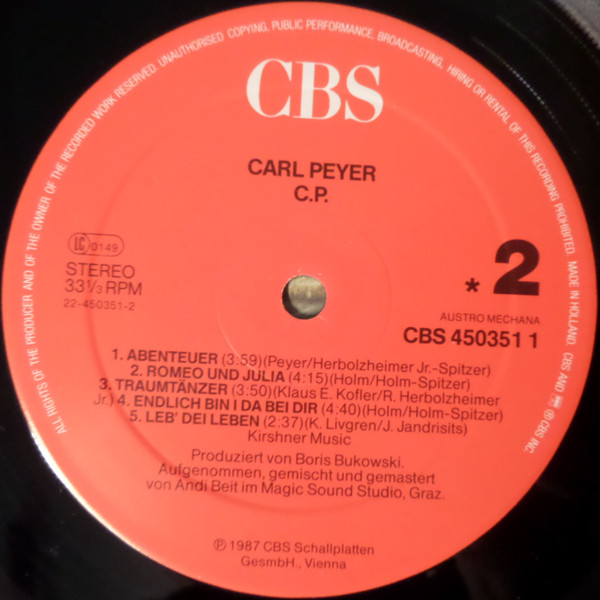 ALL RIGHTS OF THE PRODUCER AND OF THE OWNER OF THE RECORDED WORK RESERVED. UNAUTHORISED COPYING, PUBLIC PERFORMANCE, BROADCASTING, HIRING OR RENTAL OF THIS RECORDING PROHIBITED. MADE IN HOLLAND. CBS AND ℗ CBS INC.
CBS
CARL PEYER
C.P.
LC 0149
STEREO
33⅓ RPM
22-450351-2
* 2
AUSTRO MECHANA
CBS 450351 1
1. ABENTEUER (3:59)(Peyer/Herbolzheimer Jr.-Spitzer)
2. ROMEO UND JULIA (4:15)(Holm/Holm-Spitzer)
3. TRAUMTÄNZER (3:50)(Klaus E. Kofler/R. Herbolzheimer
Jr.) 4. ENDLICH BIN I DA BEI DIR (4:40)(Holm/Holm-Spitzer)
5. LEB' DEI LEBEN (2:37)(K. Livgren/J. Jandrisits)
Kirshner Music
Produziert von Boris Bukowski.
Aufgenommen, gemischt und gemastert
von Andi Beit im Magic Sound Studio, Graz.
℗ 1987 CBS Schallplatten
GesmbH., Vienna